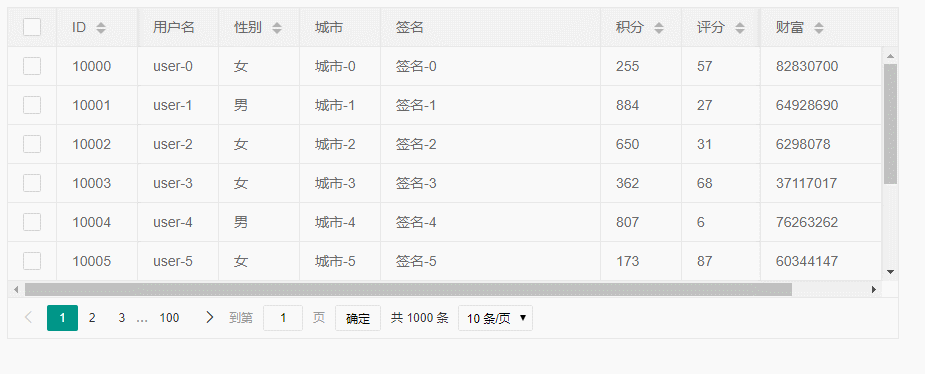 ID 用户名 性别 城市 签名 积分 评分 财富
10000 user-0 女 城市-0 签名-0 255 57 82830700
10001 user-1 男 城市-1 签名-1 884 27 64928690
10002 user-2 女 城市-2 签名-2 650 31 6298078
10003 user-3 女 城市-3 签名-3 362 68 37117017
10004 user-4 男 城市-4 签名-4 807 6 76263262
10005 user-5 女 城市-5 签名-5 173 87 60344147
1 2 3 … 100 到第 1 页 确定 共 1000 条 10 条/页